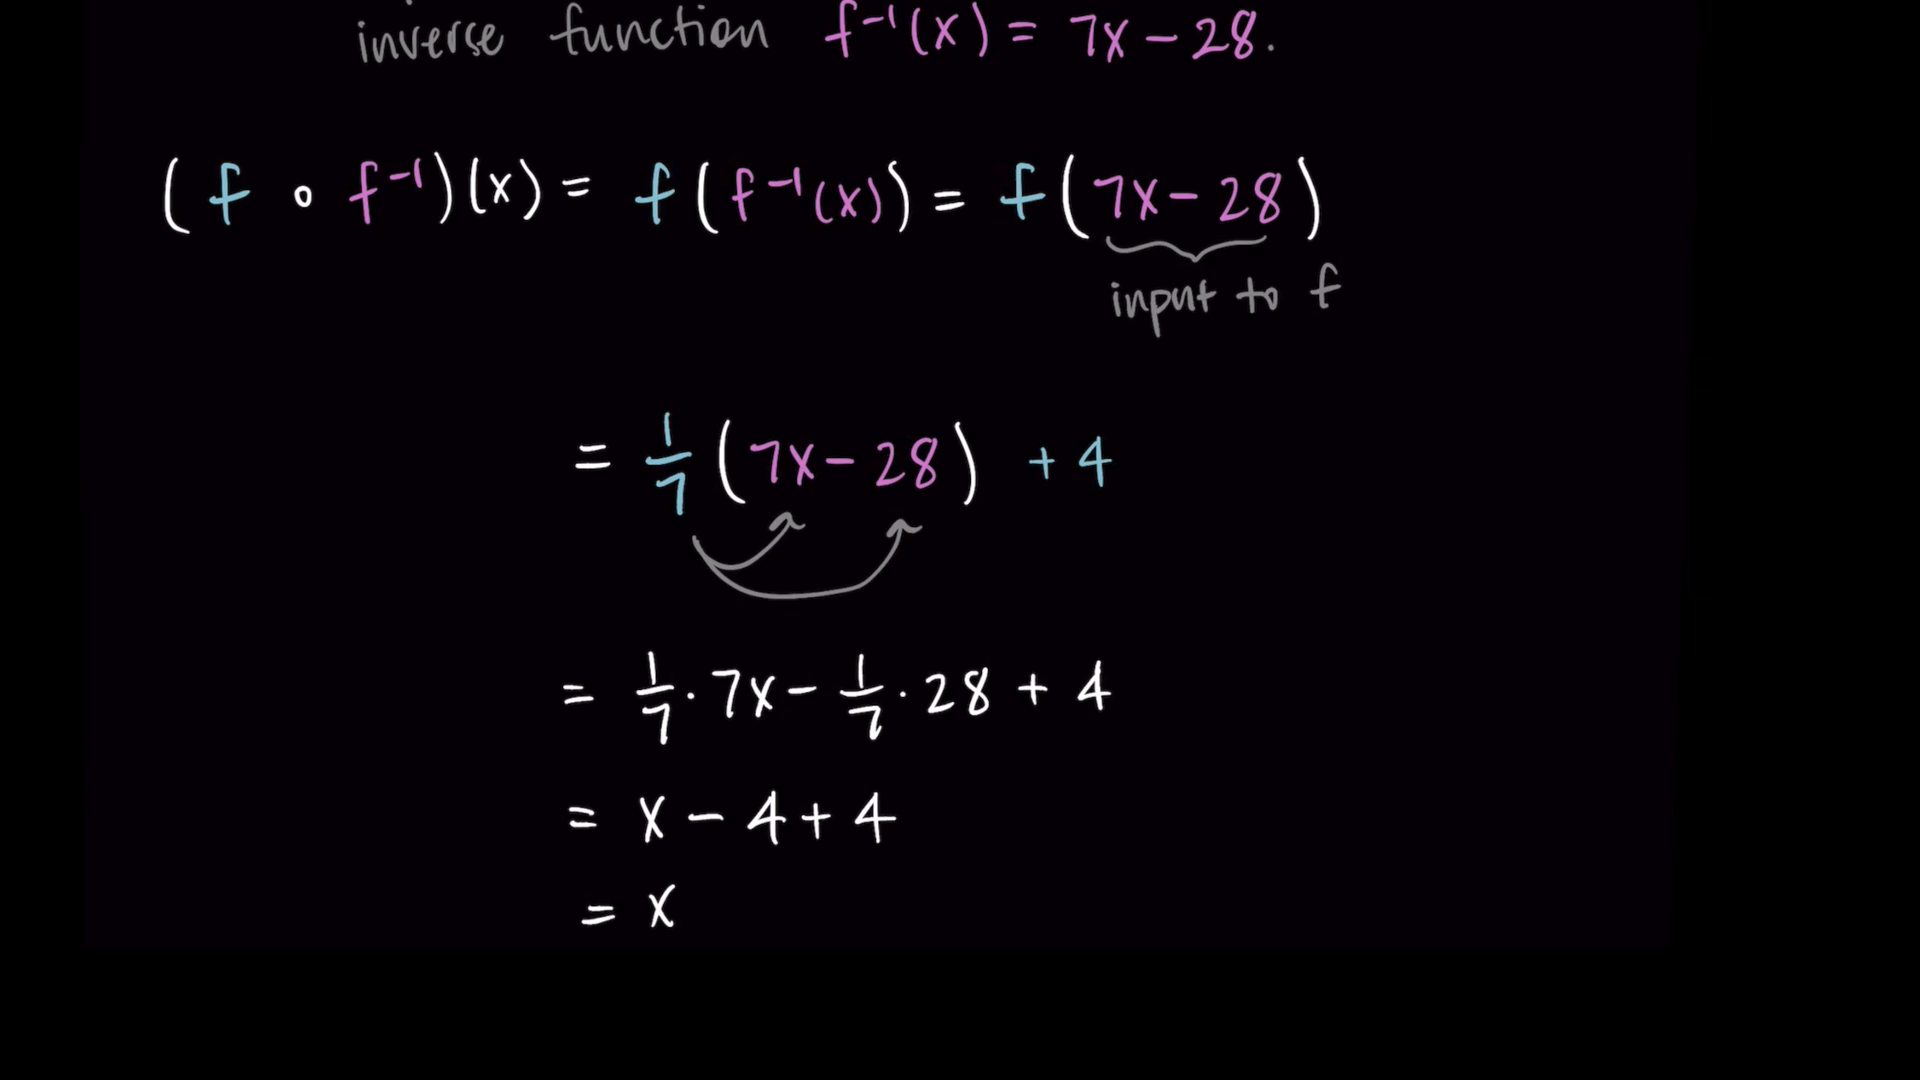 inverse function f⁻¹(x) = 7x - 28.
(f ∘ f⁻¹)(x) = f(f⁻¹(x)) = f(7x - 28)
input to f
= 1/7 (7x - 28) + 4
= 1/7 · 7x - 1/7 · 28 + 4
= x - 4 + 4
= x